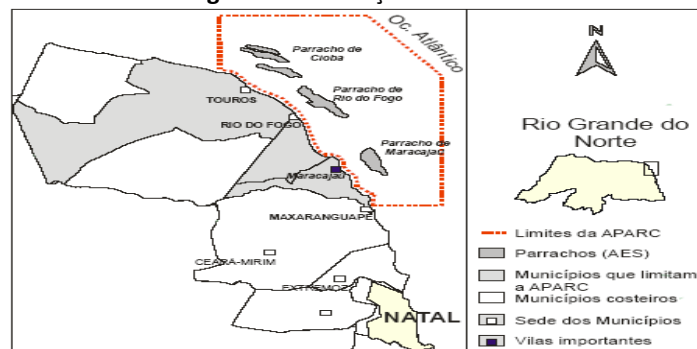 Oc. Atlântico
Parracho de
Cioba
Parracho de
Rio do Fogo
TOUROS
RIO DO FOGO
Parracho de
Maracajaú
Maracajaú
MAXARANGUAPE
CEARÁ-MIRIM
EXTREMOZ
NATAL
N
Rio Grande do
Norte
Limites da APARC
Parrachos (AES)
Municípios que limitam
a APARC
Municípios costeiros
Sede dos Municípios
Vilas importantes